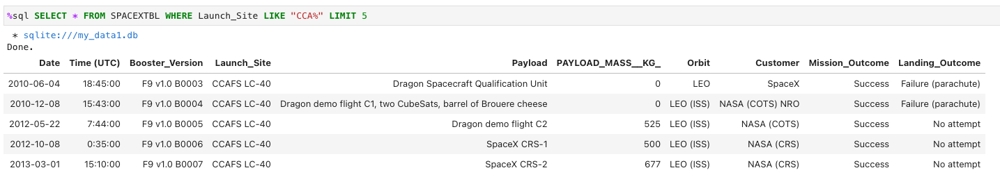 %sql SELECT * FROM SPACEXTBL WHERE Launch_Site LIKE "CCA%" LIMIT 5
* sqlite:///my_data1.db
Done.
Date Time (UTC) Booster_Version Launch_Site Payload PAYLOAD_MASS__KG_ Orbit Customer Mission_Outcome Landing_Outcome
2010-06-04 18:45:00 F9 v1.0 B0003 CCAFS LC-40 Dragon Spacecraft Qualification Unit 0 LEO SpaceX Success Failure (parachute)
2010-12-08 15:43:00 F9 v1.0 B0004 CCAFS LC-40 Dragon demo flight C1, two CubeSats, barrel of Brouere cheese 0 LEO (ISS) NASA (COTS) NRO Success Failure (parachute)
2012-05-22 7:44:00 F9 v1.0 B0005 CCAFS LC-40 Dragon demo flight C2 525 LEO (ISS) NASA (COTS) Success No attempt
2012-10-08 0:35:00 F9 v1.0 B0006 CCAFS LC-40 SpaceX CRS-1 500 LEO (ISS) NASA (CRS) Success No attempt
2013-03-01 15:10:00 F9 v1.0 B0007 CCAFS LC-40 SpaceX CRS-2 677 LEO (ISS) NASA (CRS) Success No attempt